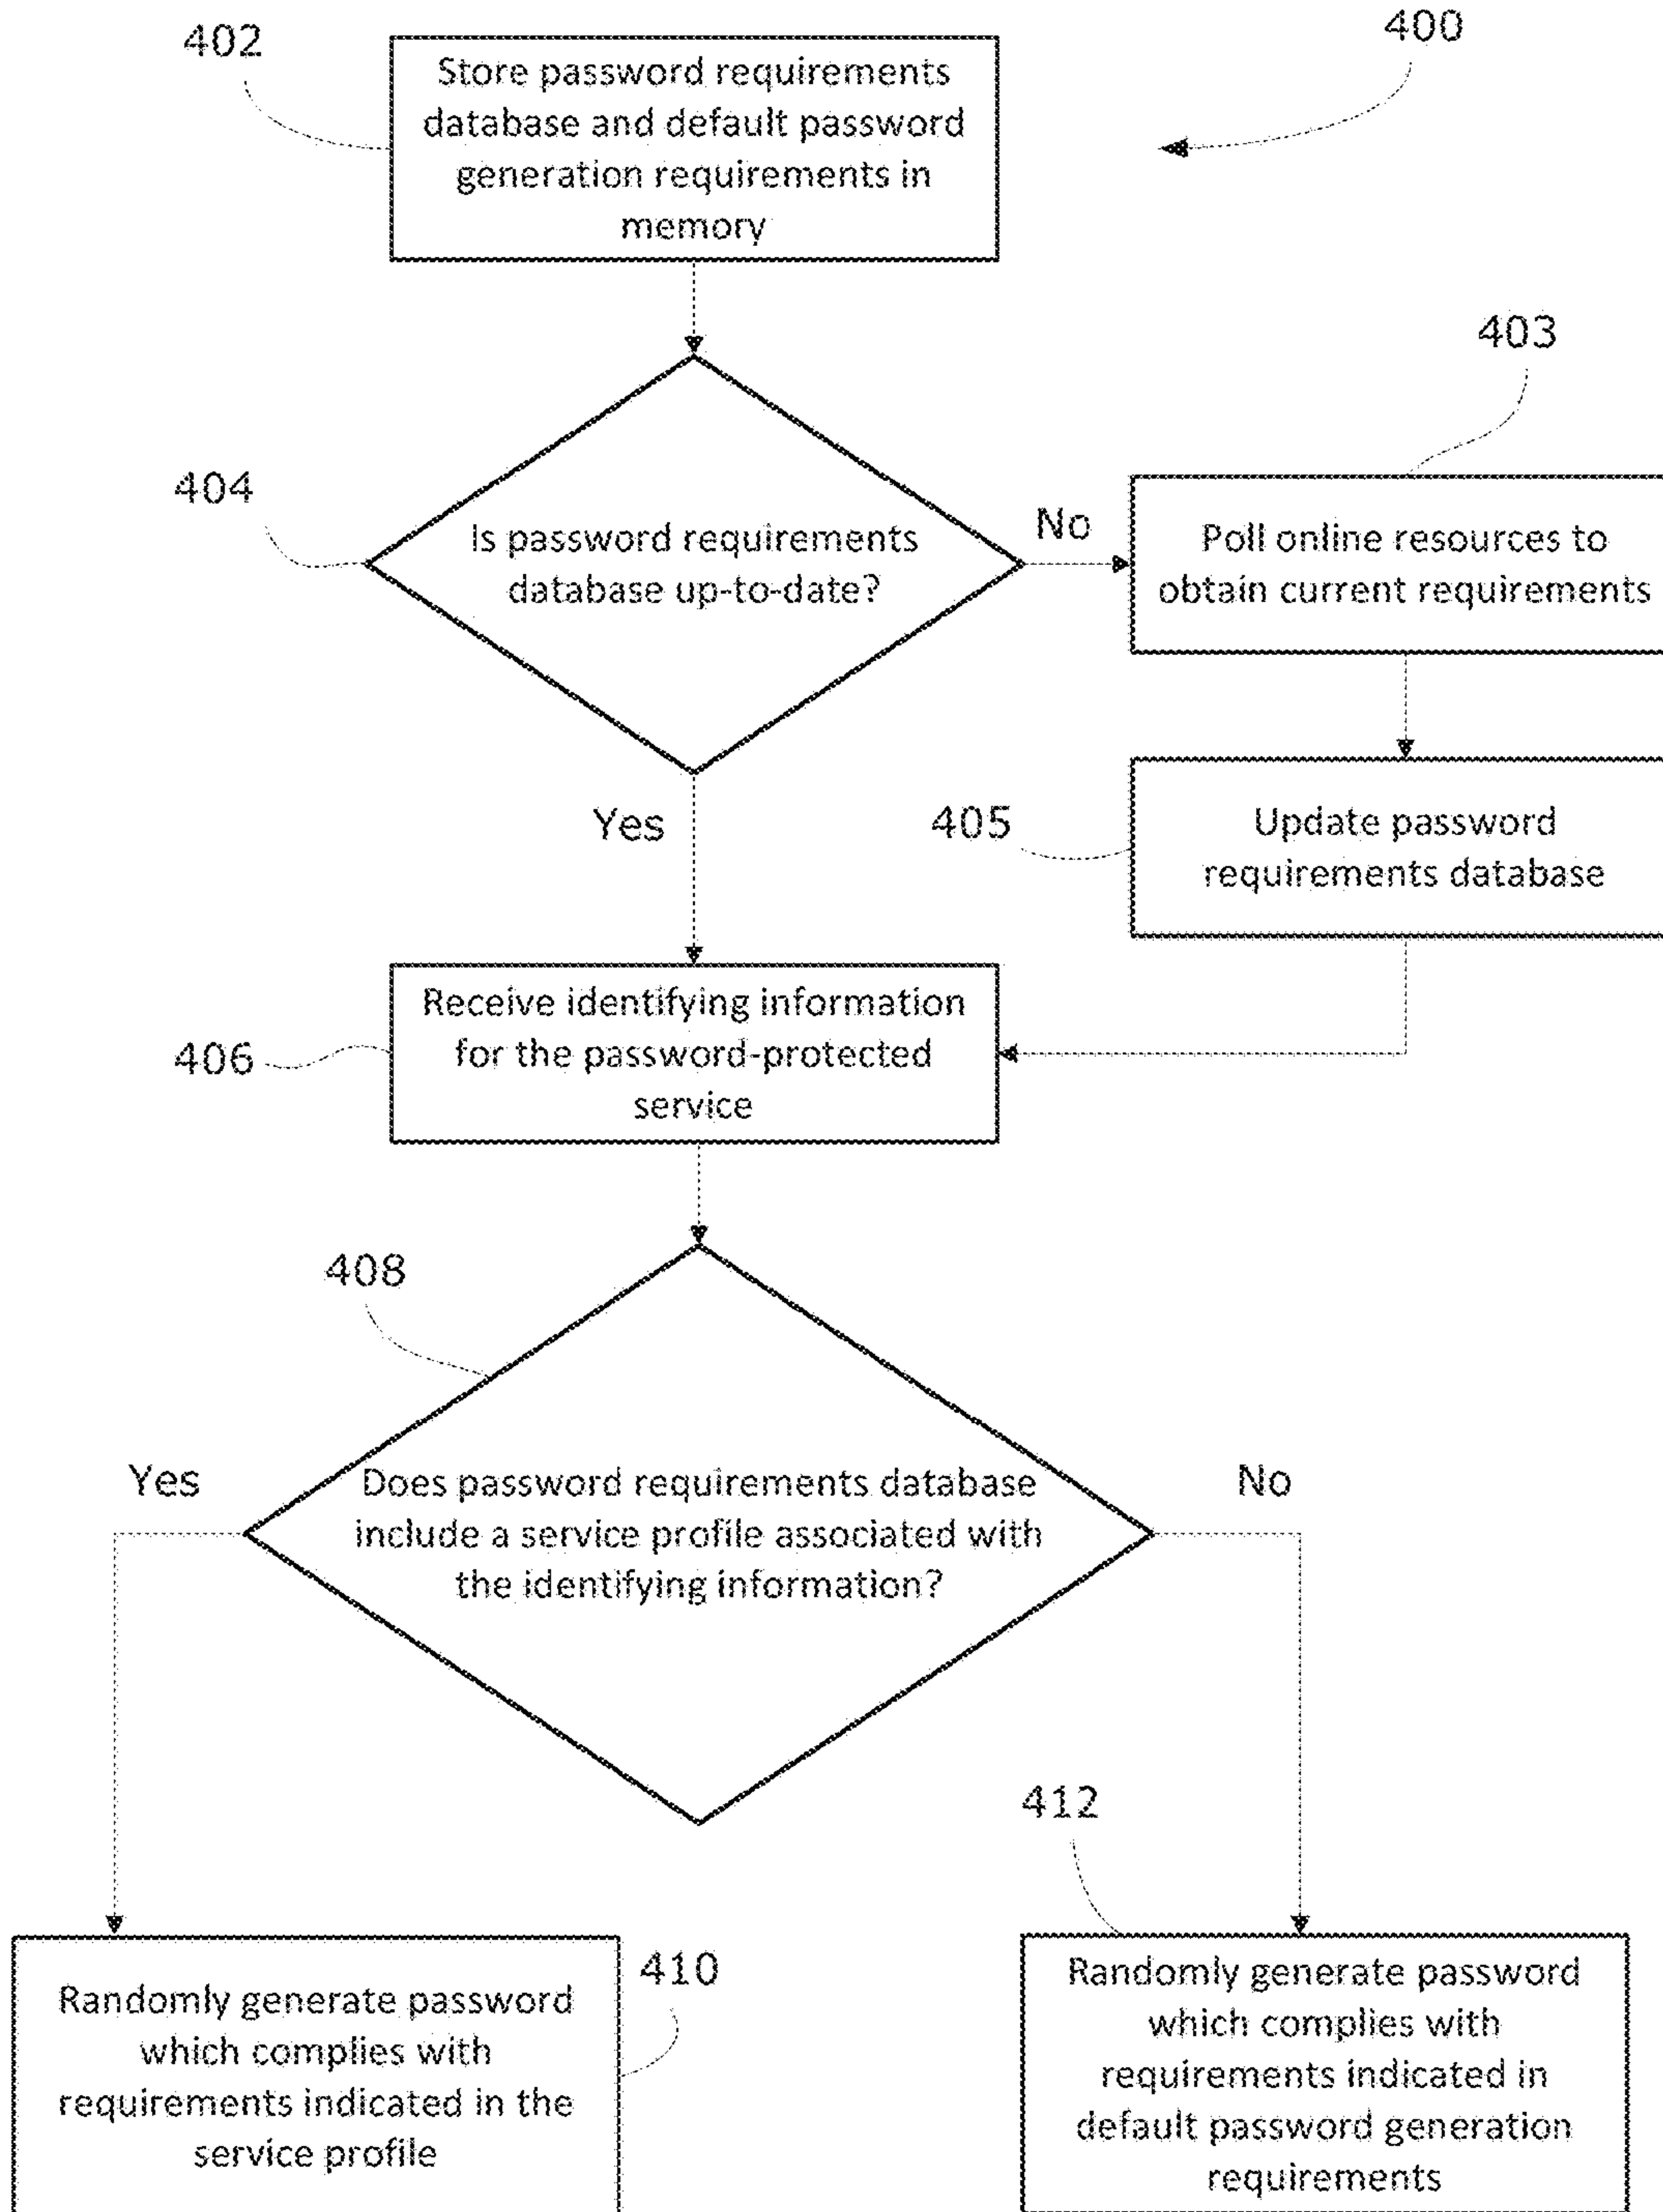 402
400
Store password requirements
database and default password
generation requirements in
memory
403
404
Is password requirements
database up-to-date?
No
Poll online resources to
obtain current requirements
Yes
405
Update password
requirements database
406
Receive identifying information
for the password-protected
service
408
Yes
Does password requirements database
include a service profile associated with
the identifying information?
No
412
410
Randomly generate password
which complies with
requirements indicated in the
service profile
Randomly generate password
which complies with
requirements indicated in
default password generation
requirements